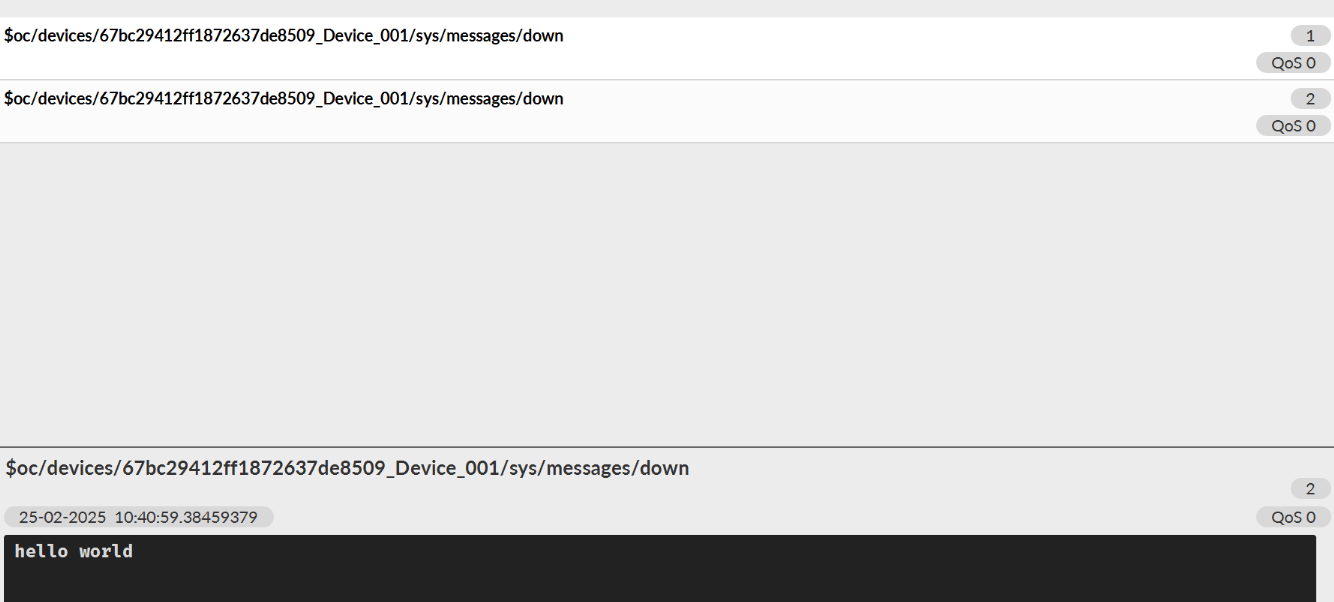 $oc/devices/67bc29412ff1872637de8509_Device_001/sys/messages/down
1
QoS 0
$oc/devices/67bc29412ff1872637de8509_Device_001/sys/messages/down
2
QoS 0
$oc/devices/67bc29412ff1872637de8509_Device_001/sys/messages/down
2
25-02-2025 10:40:59.38459379
QoS 0
hello world